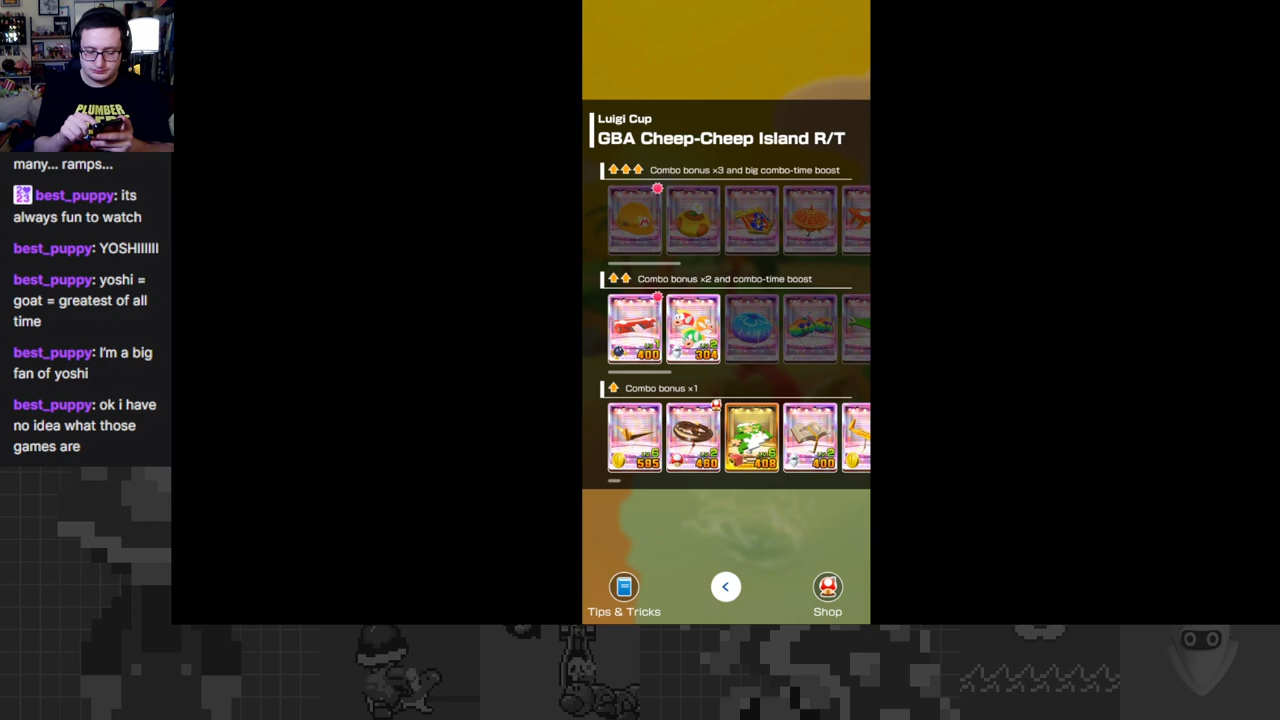 PLUMBER
many... ramps...
best_puppy: its
always fun to watch
best_puppy: YOSHIIIIII
best_puppy: yoshi =
goat = greatest of all
time
best_puppy: I'm a big
fan of yoshi
best_puppy: ok i have
no idea what those
games are
Luigi Cup
GBA Cheep-Cheep Island R/T
Combo bonus ×3 and big combo-time boost
Combo bonus ×2 and combo-time boost
400
304
Combo bonus ×1
595
460
408
400
Tips & Tricks
Shop